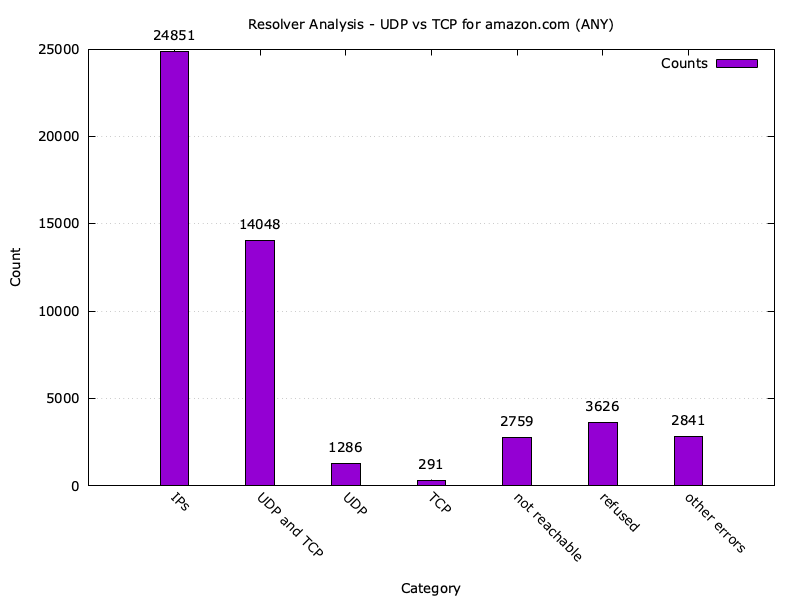 Resolver Analysis - UDP vs TCP for amazon.com (ANY)
Counts
Count
25000
20000
15000
10000
5000
0
24851
14048
1286
291
2759
3626
2841
IPs
UDP and TCP
UDP
TCP
not reachable
refused
other errors
Category